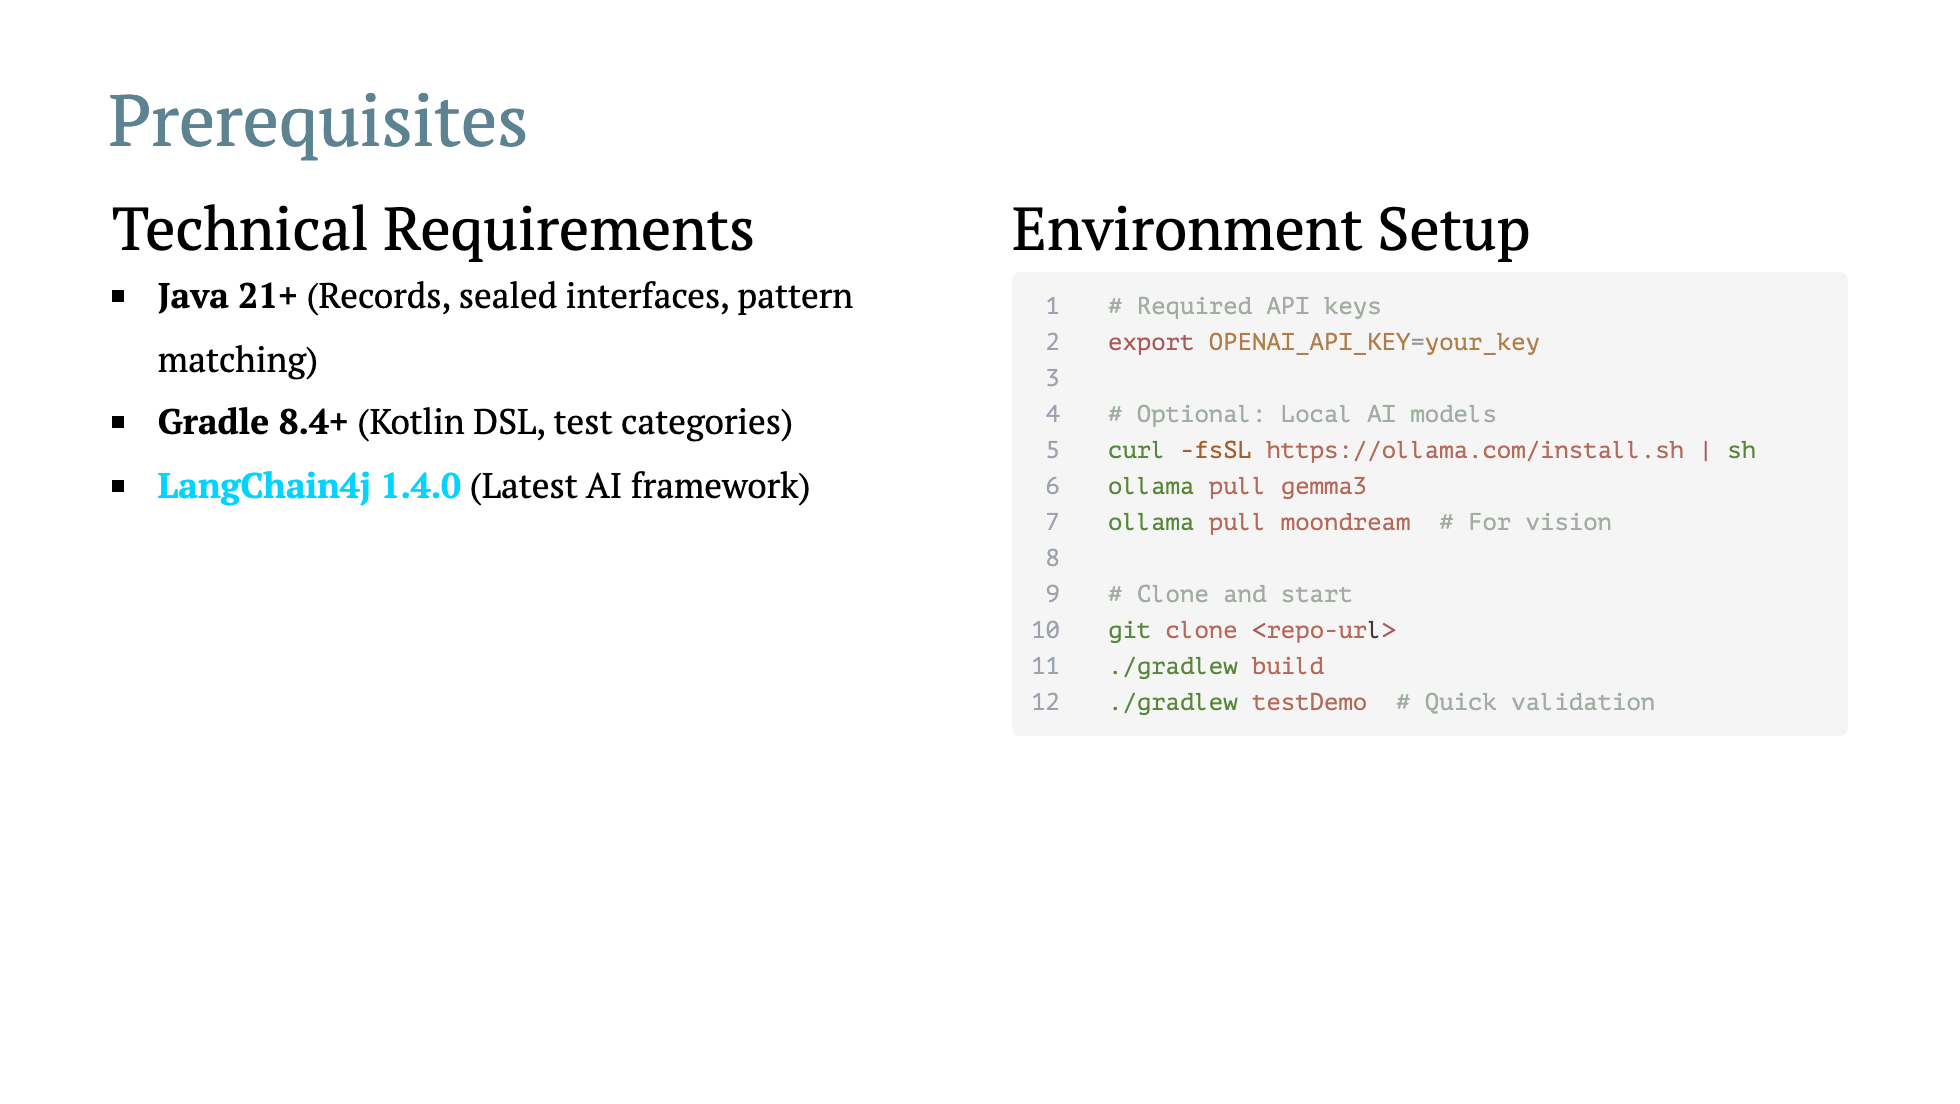 Prerequisites
Technical Requirements
▪ Java 21+ (Records, sealed interfaces, pattern
matching)
▪ Gradle 8.4+ (Kotlin DSL, test categories)
▪ LangChain4j 1.4.0 (Latest AI framework)
Environment Setup
1 # Required API keys
2 export OPENAI_API_KEY=your_key
3
4 # Optional: Local AI models
5 curl -fsSL https://ollama.com/install.sh | sh
6 ollama pull gemma3
7 ollama pull moondream  # For vision
8
9 # Clone and start
10 git clone <repo-url>
11 ./gradlew build
12 ./gradlew testDemo  # Quick validation